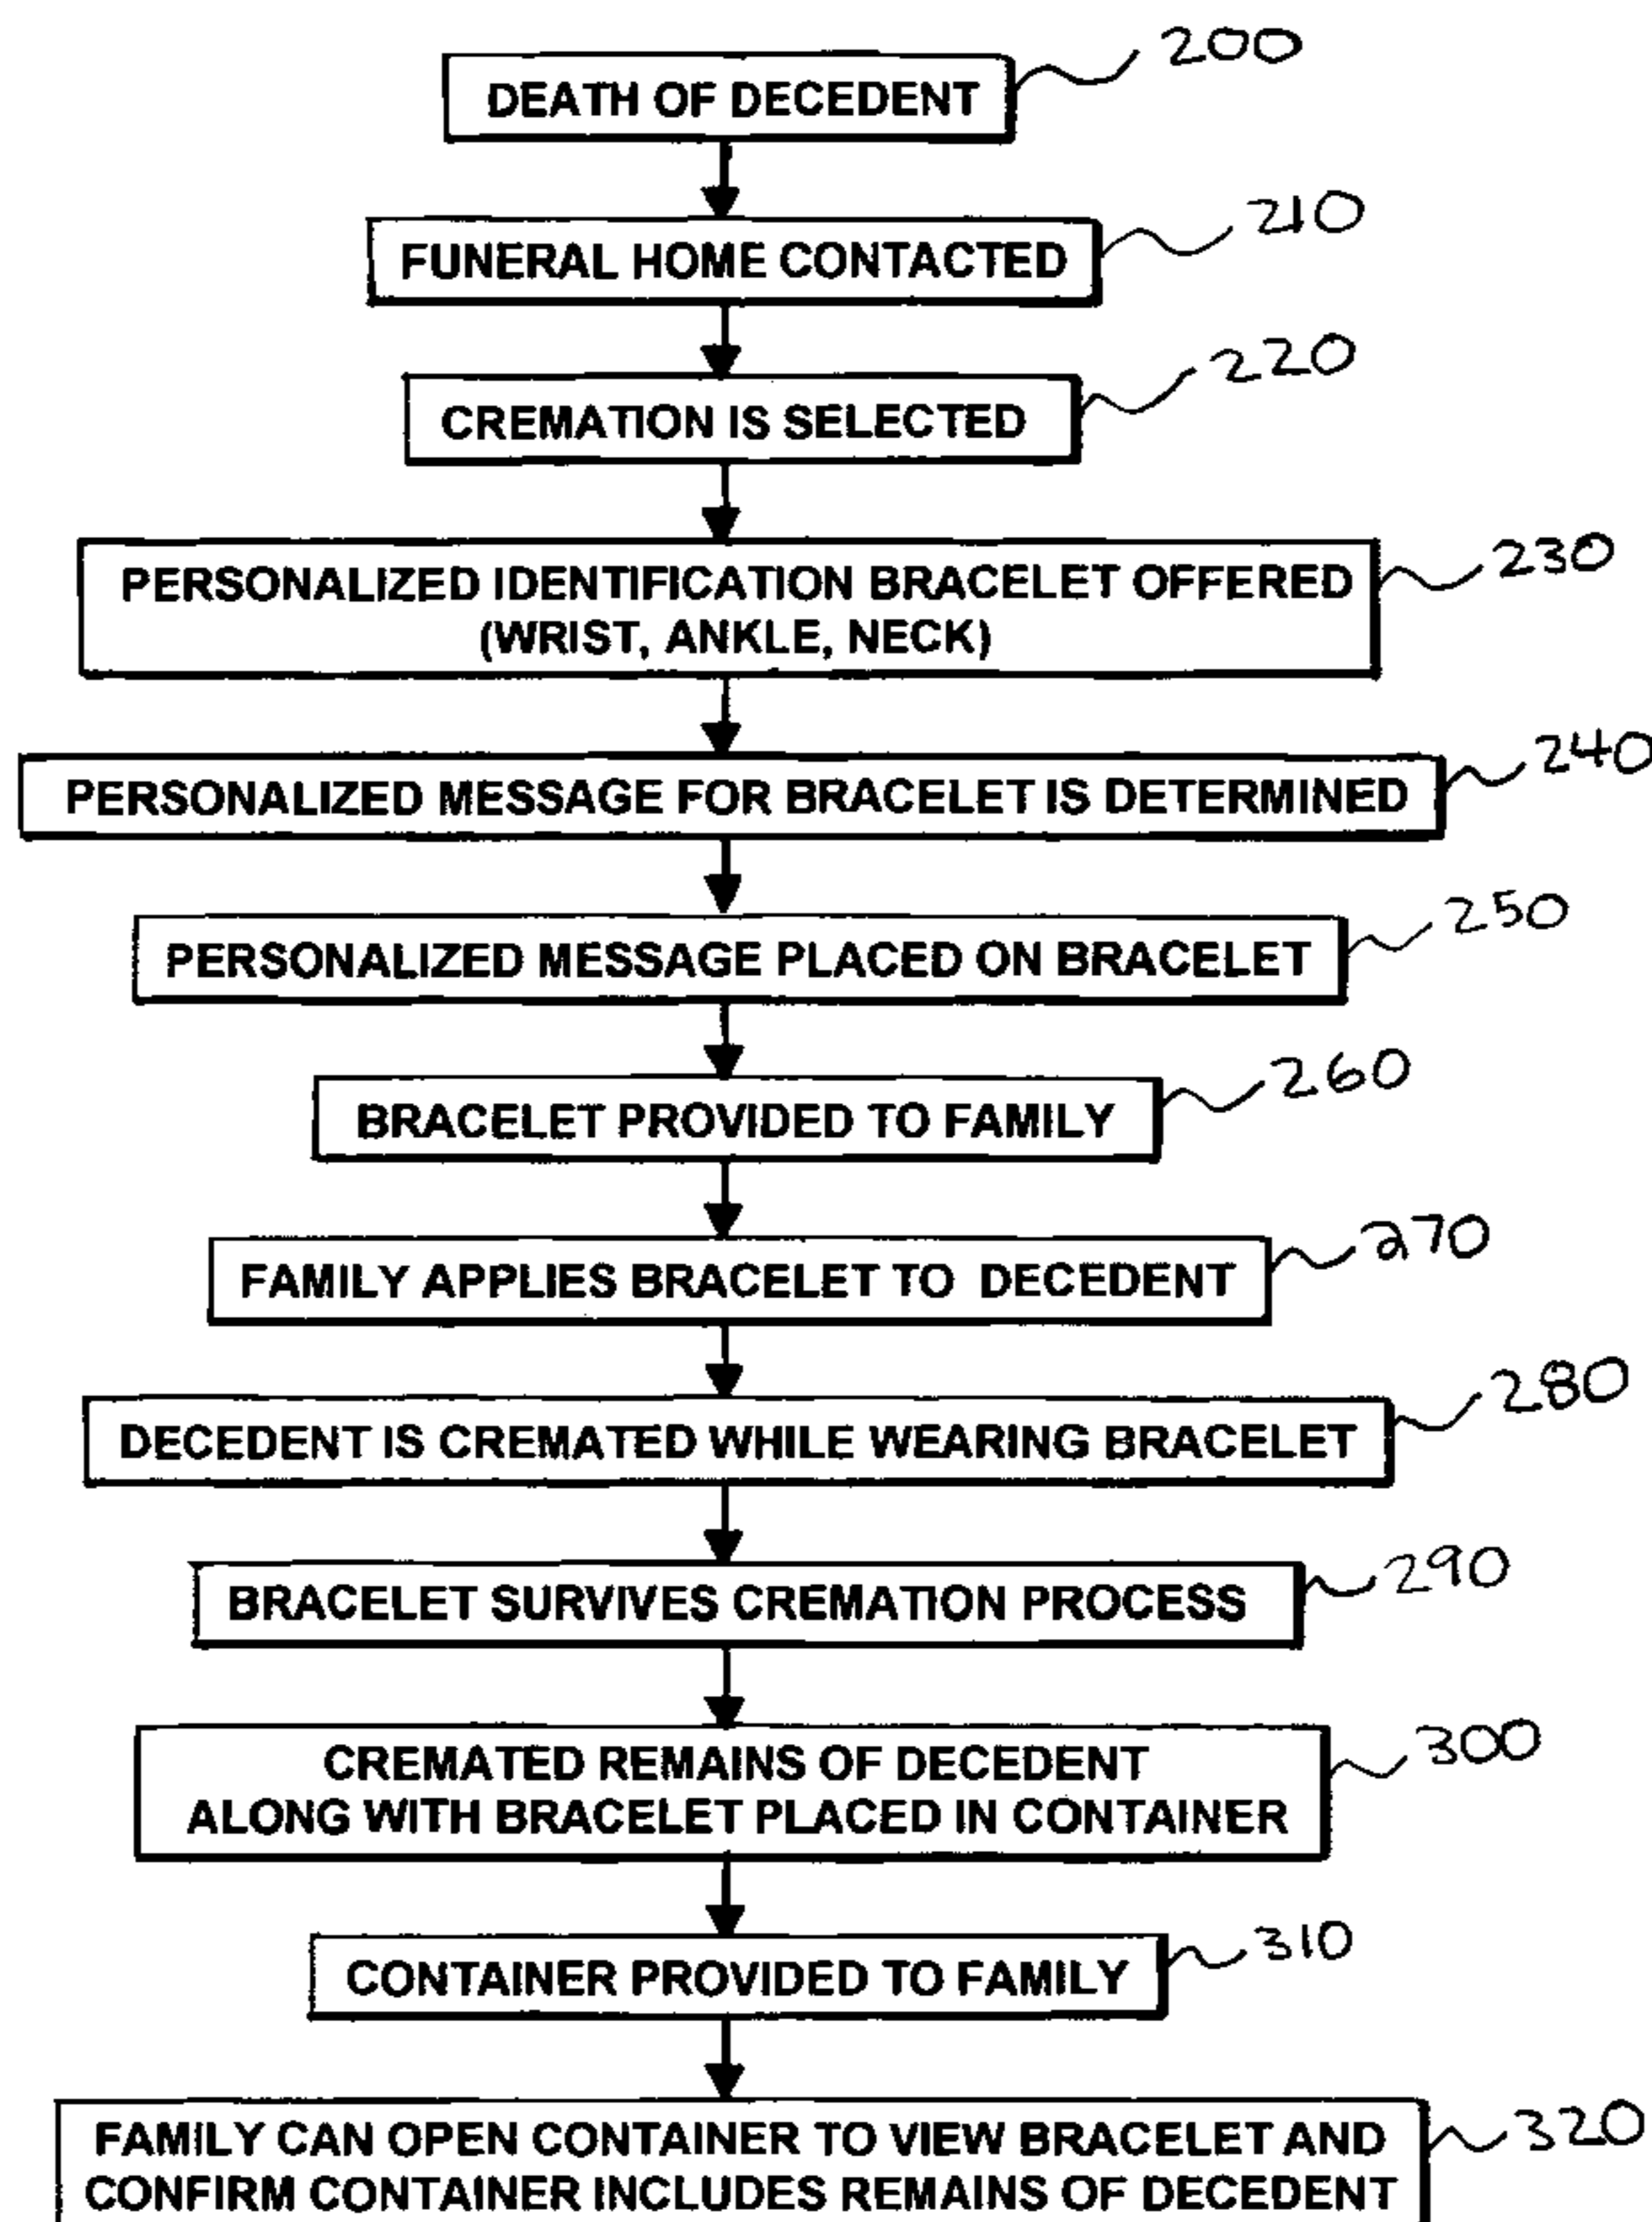 200
DEATH OF DECEDENT
210
FUNERAL HOME CONTACTED
220
CREMATION IS SELECTED
230
PERSONALIZED IDENTIFICATION BRACELET OFFERED
(WRIST, ANKLE, NECK)
240
PERSONALIZED MESSAGE FOR BRACELET IS DETERMINED
250
PERSONALIZED MESSAGE PLACED ON BRACELET
260
BRACELET PROVIDED TO FAMILY
270
FAMILY APPLIES BRACELET TO DECEDENT
280
DECEDENT IS CREMATED WHILE WEARING BRACELET
290
BRACELET SURVIVES CREMATION PROCESS
300
CREMATED REMAINS OF DECEDENT
ALONG WITH BRACELET PLACED IN CONTAINER
310
CONTAINER PROVIDED TO FAMILY
320
FAMILY CAN OPEN CONTAINER TO VIEW BRACELET AND
CONFIRM CONTAINER INCLUDES REMAINS OF DECEDENT